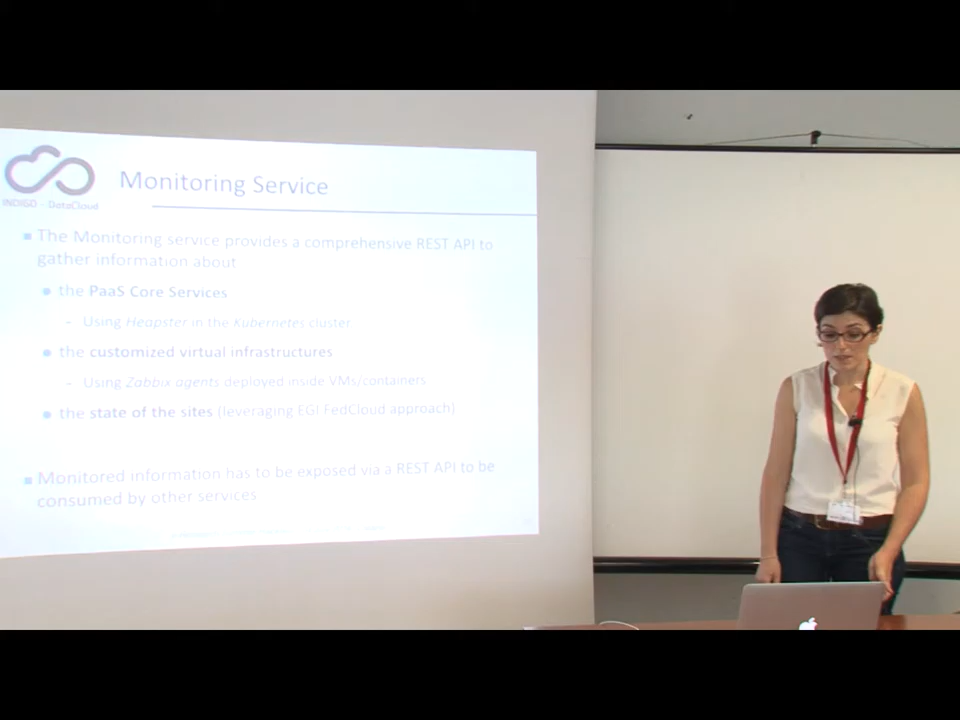 Monitoring Service
INDIGO - DataCloud
The Monitoring service provides a comprehensive REST API to
gather information about
the PaaS Core Services
- Using Heapster in the Kubernetes cluster
the customized virtual infrastructures
- Using Zabbix agents deployed inside VMs/containers
the state of the sites (leveraging EGI FedCloud approach)
Monitored information has to be exposed via a REST API to be
consumed by other services